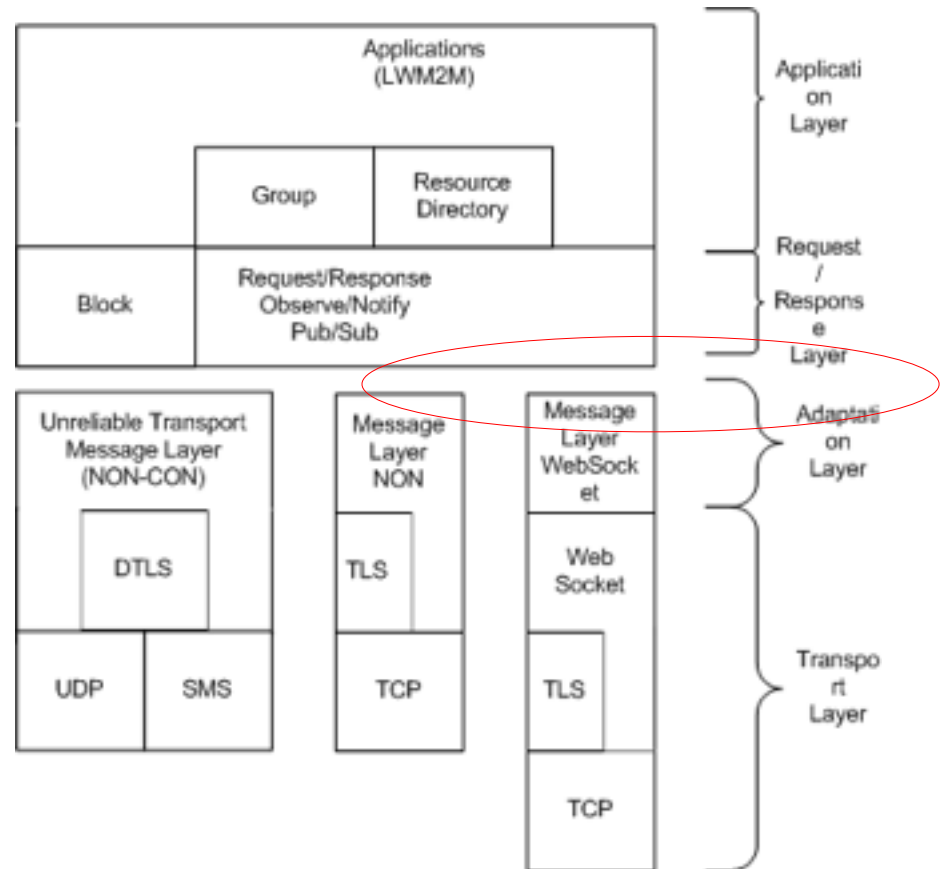 Applications
(LWM2M)
Group
Resource
Directory
Block
Request/Response
Observe/Notify
Pub/Sub
Applicati
on
Layer
Request
/
Respons
e
Layer
Unreliable Transport
Message Layer
(NON-CON)
DTLS
UDP
SMS
Message
Layer
NON
TLS
TCP
Message
Layer
WebSock
et
Web
Socket
TLS
TCP
Adaptati
on
Layer
Transpo
rt
Layer